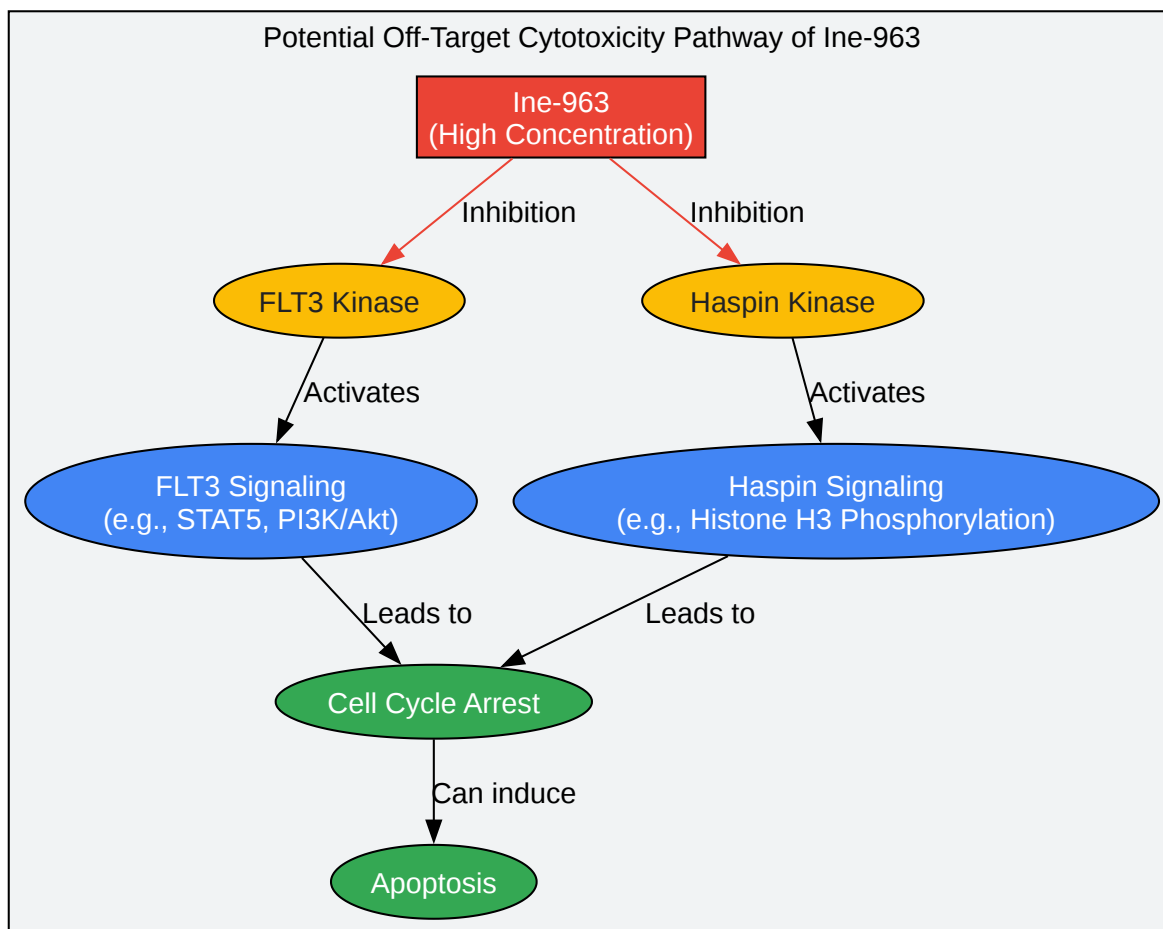 Potential Off-Target Cytotoxicity Pathway of Ine-963
Ine-963
(High Concentration)
Inhibition
Inhibition
FLT3 Kinase
Haspin Kinase
Activates
Activates
FLT3 Signaling
(e.g., STAT5, PI3K/Akt)
Haspin Signaling
(e.g., Histone H3 Phosphorylation)
Leads to
Leads to
Cell Cycle Arrest
Can induce
Apoptosis